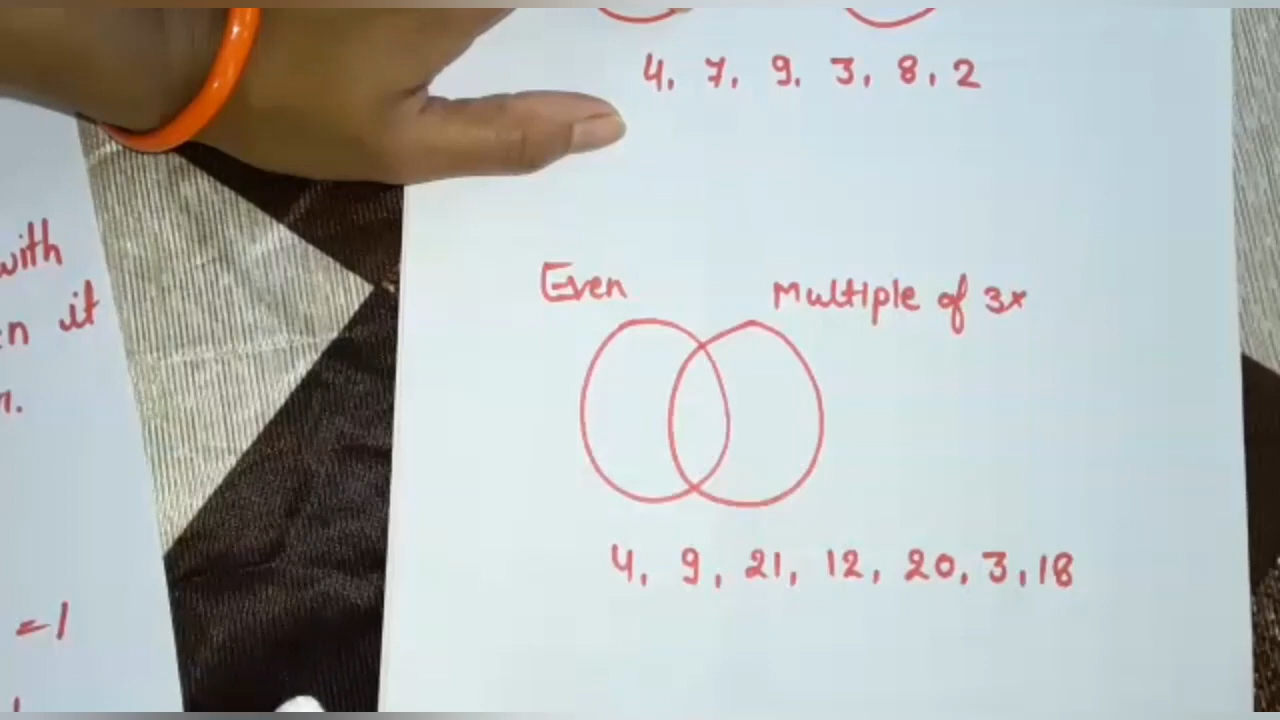 4, 7, 9, 3, 8, 2
with
n it
Even
Multiple of 3x
4, 9, 21, 12, 20, 3, 18
=1